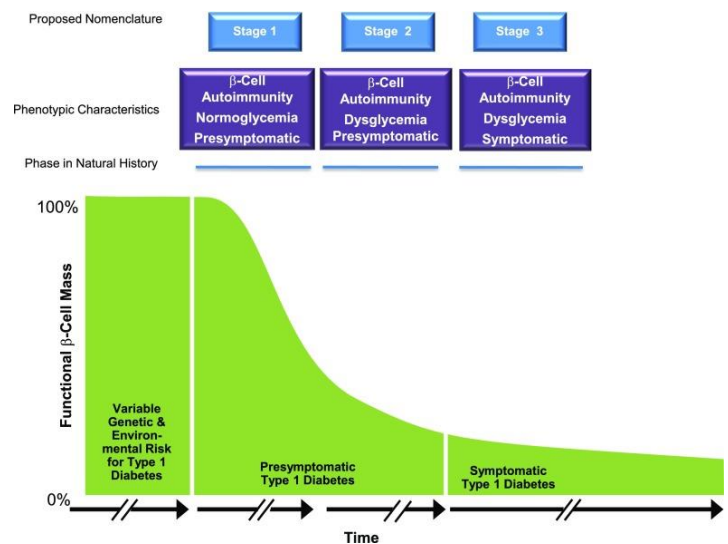 Proposed Nomenclature
Stage 1
Stage 2
Stage 3
Phenotypic Characteristics
β-Cell
Autoimmunity
Normoglycemia
Presymptomatic
β-Cell
Autoimmunity
Dysglycemia
Presymptomatic
β-Cell
Autoimmunity
Dysglycemia
Symptomatic
Phase in Natural History
100%
Functional β-Cell Mass
0%
Variable
Genetic &
Environ-
mental Risk
for Type 1
Diabetes
Presymptomatic
Type 1 Diabetes
Symptomatic
Type 1 Diabetes
Time